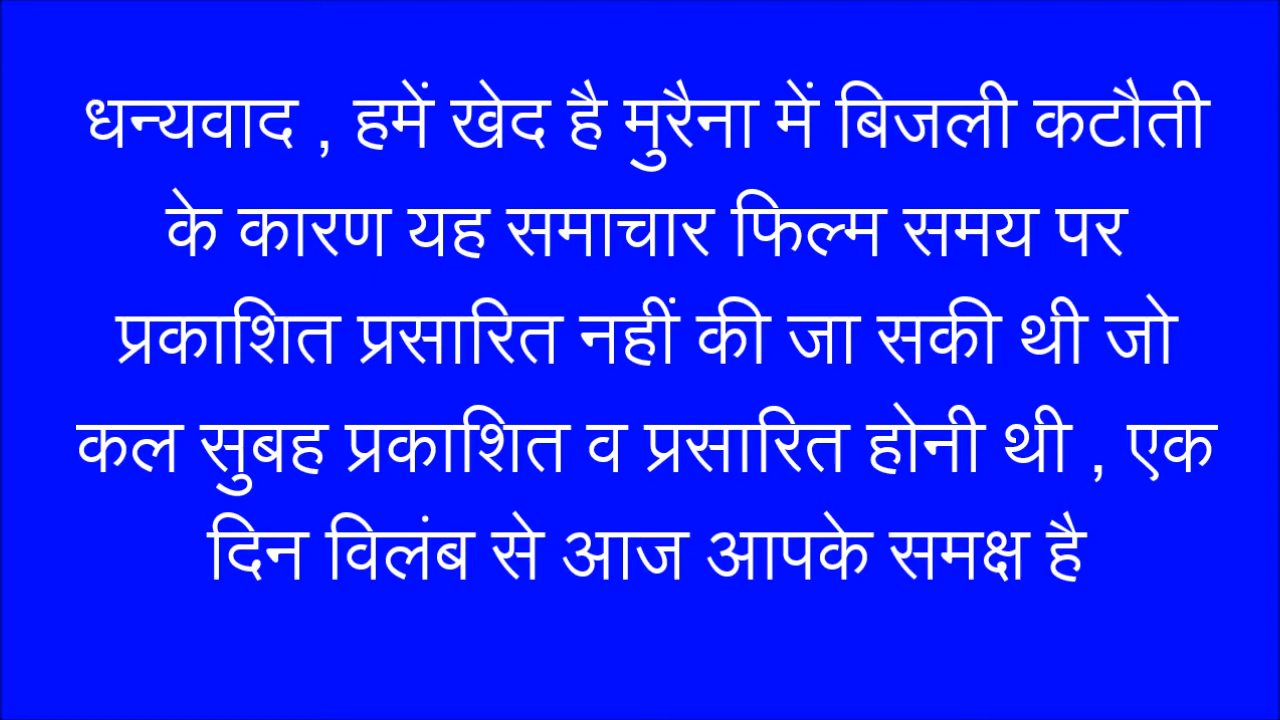 धन्यवाद , हमें खेद है मुरैना में बिजली कटौती
के कारण यह समाचार फिल्म समय पर
प्रकाशित प्रसारित नहीं की जा सकी थी जो
कल सुबह प्रकाशित व प्रसारित होनी थी , एक
दिन विलंब से आज आपके समक्ष है